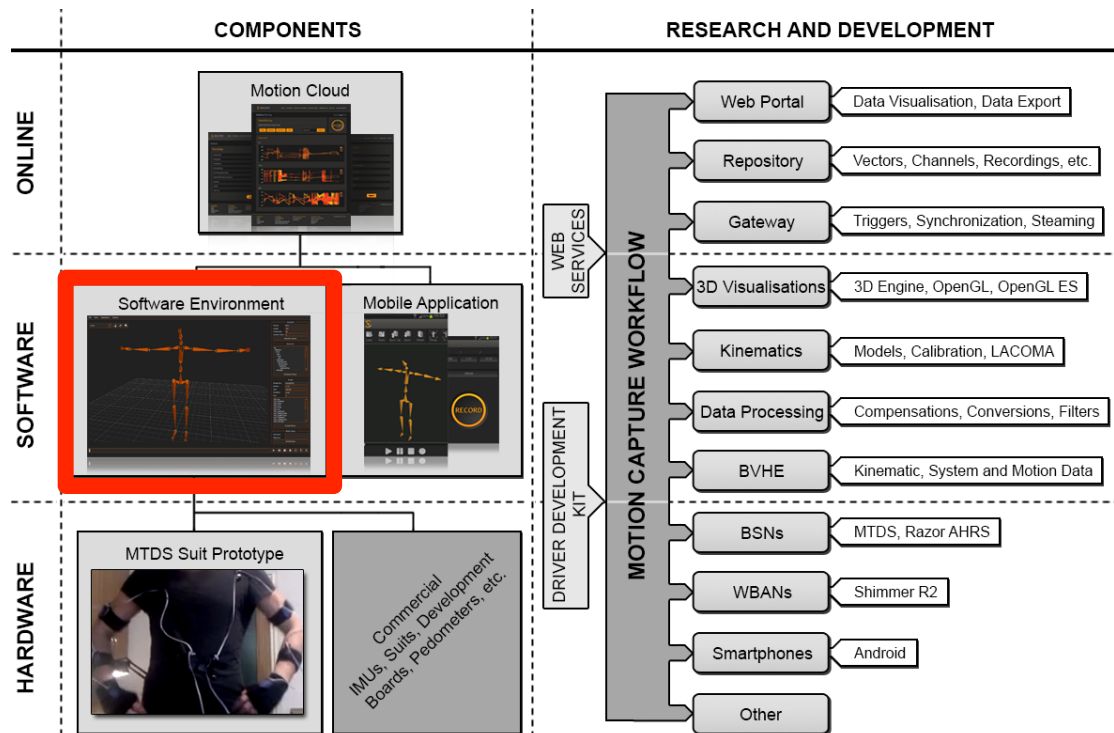 COMPONENTS
RESEARCH AND DEVELOPMENT
ONLINE
Motion Cloud
SOFTWARE
Software Environment
Mobile Application
RECORD
HARDWARE
MTDS Suit Prototype
Commercial
IMUs, Suits, Development
Boards, Pedometers, etc.
WEB
SERVICES
DRIVER DEVELOPMENT
KIT
MOTION CAPTURE WORKFLOW
Web Portal
Data Visualisation, Data Export
Repository
Vectors, Channels, Recordings, etc.
Gateway
Triggers, Synchronization, Steaming
3D Visualisations
3D Engine, OpenGL, OpenGL ES
Kinematics
Models, Calibration, LACOMA
Data Processing
Compensations, Conversions, Filters
BVHE
Kinematic, System and Motion Data
BSNs
MTDS, Razor AHRS
WBANs
Shimmer R2
Smartphones
Android
Other